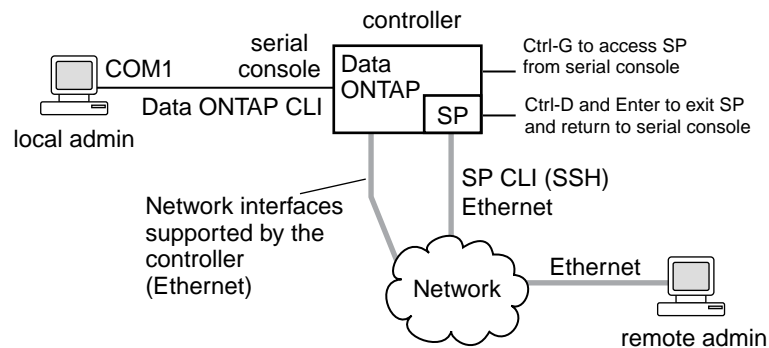 controller
serial
console
COM1
Data ONTAP CLI
local admin
Data
ONTAP
SP
Ctrl-G to access SP
from serial console
Ctrl-D and Enter to exit SP
and return to serial console
SP CLI (SSH)
Ethernet
Network interfaces
supported by the
controller
(Ethernet)
Network
Ethernet
remote admin